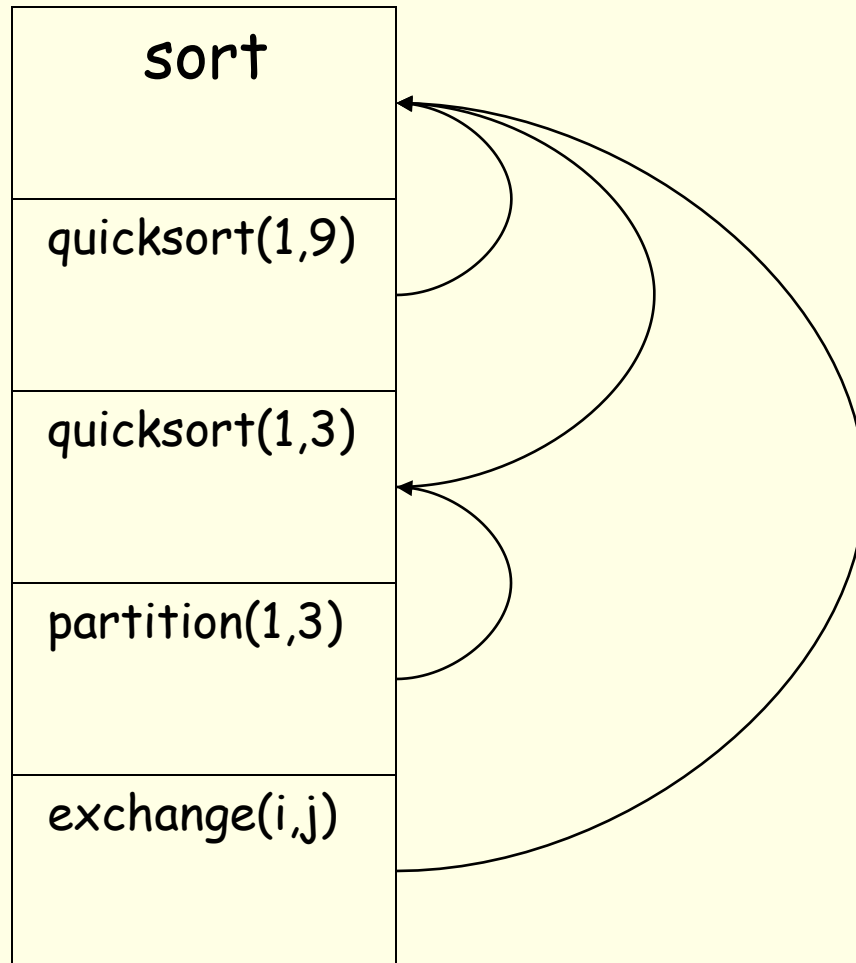 sort
quicksort(1,9)
quicksort(1,3)
partition(1,3)
exchange(i,j)